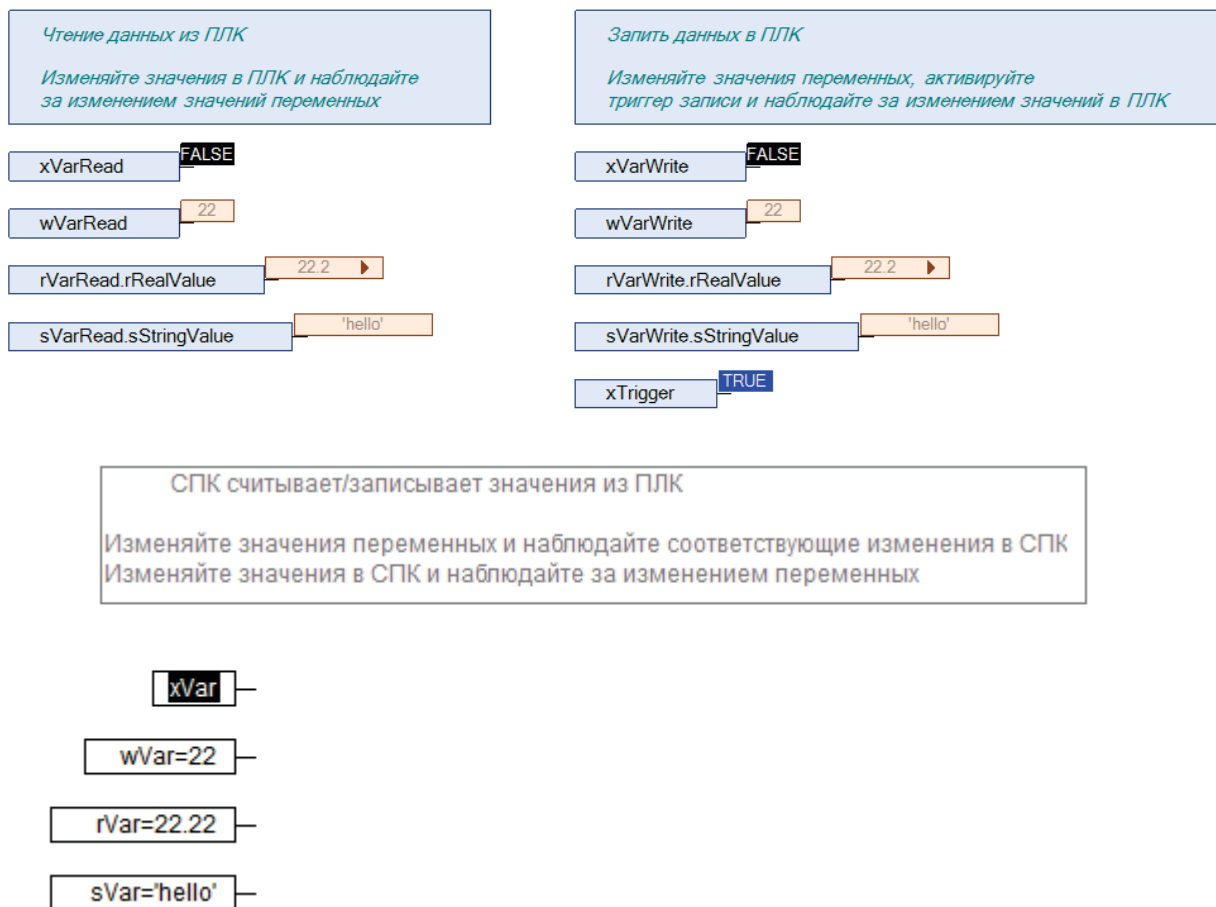 Чтение данных из ПЛК
Изменяйте значения в ПЛК и наблюдайте
за изменением значений переменных
xVarRead FALSE
wVarRead 22
rVarRead.rRealValue 22.2
sVarRead.sStringValue 'hello'
Запить данных в ПЛК
Изменяйте значения переменных, активируйте
триггер записи и наблюдайте за изменением значений в ПЛК
xVarWrite FALSE
wVarWrite 22
rVarWrite.rRealValue 22.2
sVarWrite.sStringValue 'hello'
xTrigger TRUE
СПК считывает/записывает значения из ПЛК
Изменяйте значения переменных и наблюдайте соответствующие изменения в СПК
Изменяйте значения в СПК и наблюдайте за изменением переменных
xVar
wVar=22
rVar=22.22
sVar='hello'